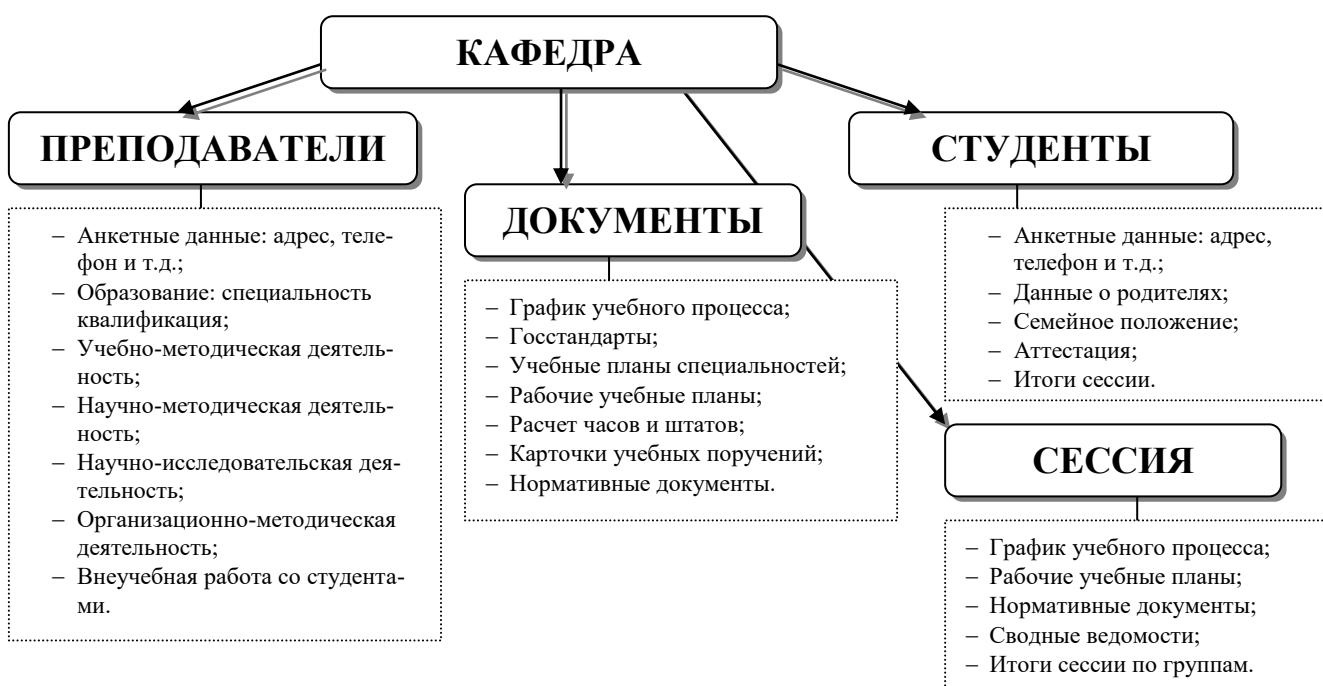 КАФЕДРА
ПРЕПОДАВАТЕЛИ
– Анкетные данные: адрес, теле-
фон и т.д.;
– Образование: специальность
квалификация;
– Учебно-методическая деятель-
ность;
– Научно-методическая деятель-
ность;
– Научно-исследовательская дея-
тельность;
– Организационно-методическая
деятельность;
– Внеучебная работа со студента-
ми.
ДОКУМЕНТЫ
– График учебного процесса;
– Госстандарты;
– Учебные планы специальностей;
– Рабочие учебные планы;
– Расчет часов и штатов;
– Карточки учебных поручений;
– Нормативные документы.
СТУДЕНТЫ
– Анкетные данные: адрес,
телефон и т.д.;
– Данные о родителях;
– Семейное положение;
– Аттестация;
– Итоги сессии.
СЕССИЯ
– График учебного процесса;
– Рабочие учебные планы;
– Нормативные документы;
– Сводные ведомости;
– Итоги сессии по группам.